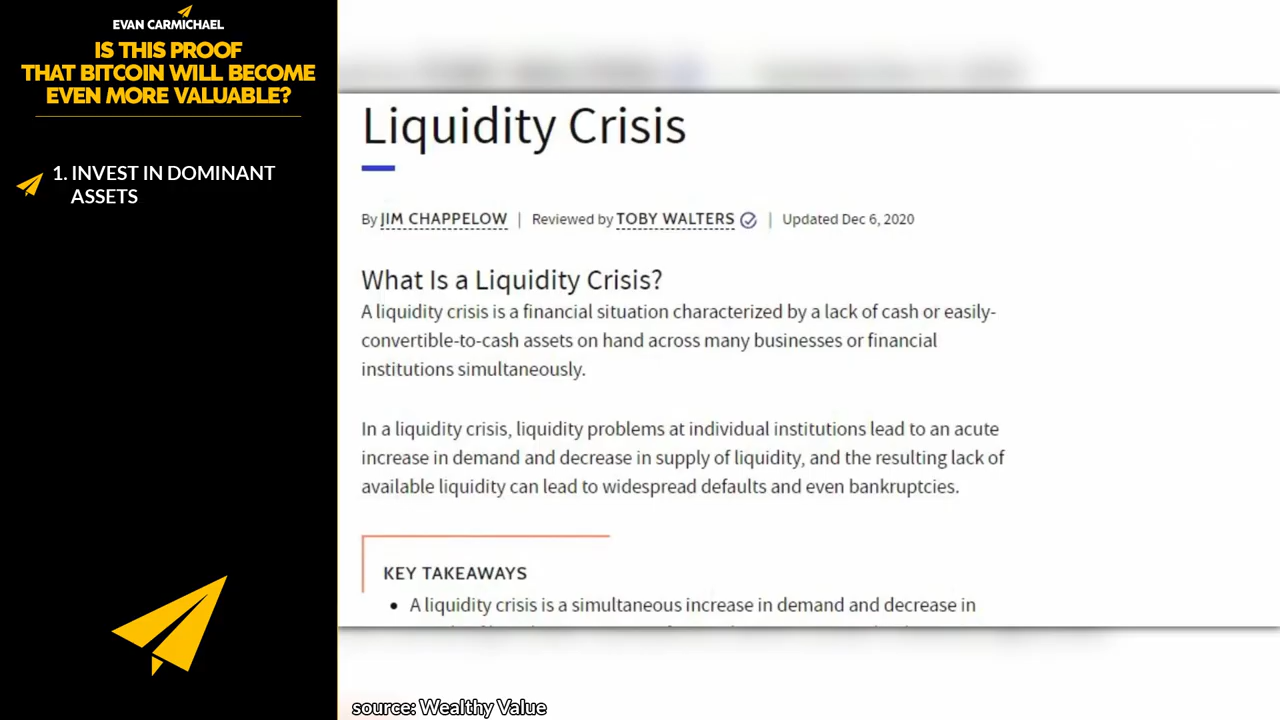 EVAN CARMICHAEL
IS THIS PROOF
THAT BITCOIN WILL BECOME
EVEN MORE VALUABLE?
1. INVEST IN DOMINANT
ASSETS
Liquidity Crisis
By JIM CHAPPELOW | Reviewed by TOBY WALTERS | Updated Dec 6, 2020
What Is a Liquidity Crisis?
A liquidity crisis is a financial situation characterized by a lack of cash or easily-
convertible-to-cash assets on hand across many businesses or financial
institutions simultaneously.
In a liquidity crisis, liquidity problems at individual institutions lead to an acute
increase in demand and decrease in supply of liquidity, and the resulting lack of
available liquidity can lead to widespread defaults and even bankruptcies.
KEY TAKEAWAYS
• A liquidity crisis is a simultaneous increase in demand and decrease in
source: Wealthy Value